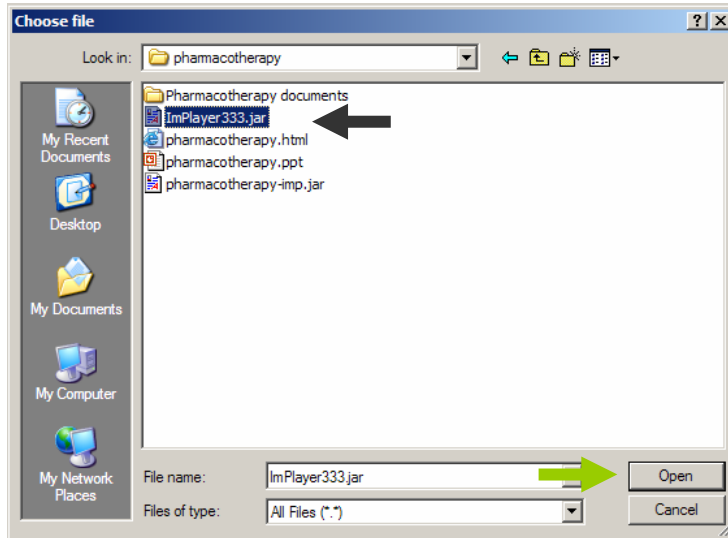 Choose file
Look in:
pharmacotherapy
My Recent
Documents
Desktop
My Documents
My Computer
My Network
Places
Pharmacotherapy documents
ImPlayer333.jar
pharmacotherapy.html
pharmacotherapy.ppt
pharmacotherapy-imp.jar
File name:
ImPlayer333.jar
Open
Files of type:
All Files (*.*)
Cancel